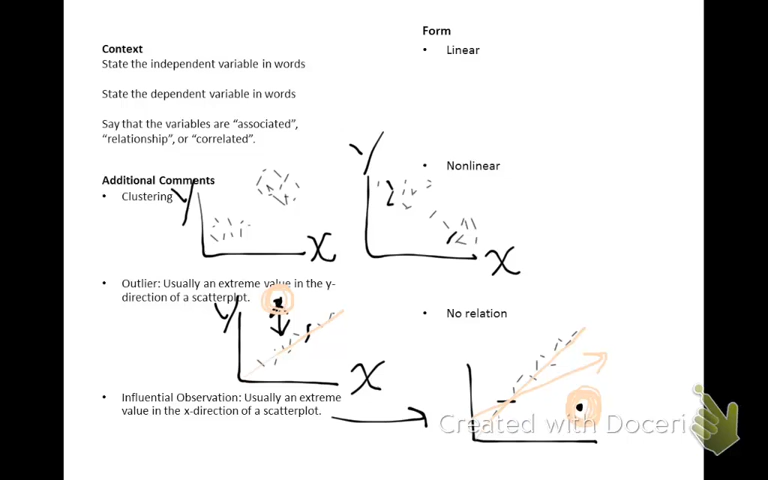 Context
State the independent variable in words
State the dependent variable in words
Say that the variables are “associated”,
“relationship”, or “correlated”.
Additional Comments
• Clustering
Y
X
Y
X
• Outlier: Usually an extreme value in the y-
direction of a scatterplot.
Y
X
• Influential Observation: Usually an extreme
value in the x-direction of a scatterplot.
Form
• Linear
• Nonlinear
• No relation
Created with Doceri